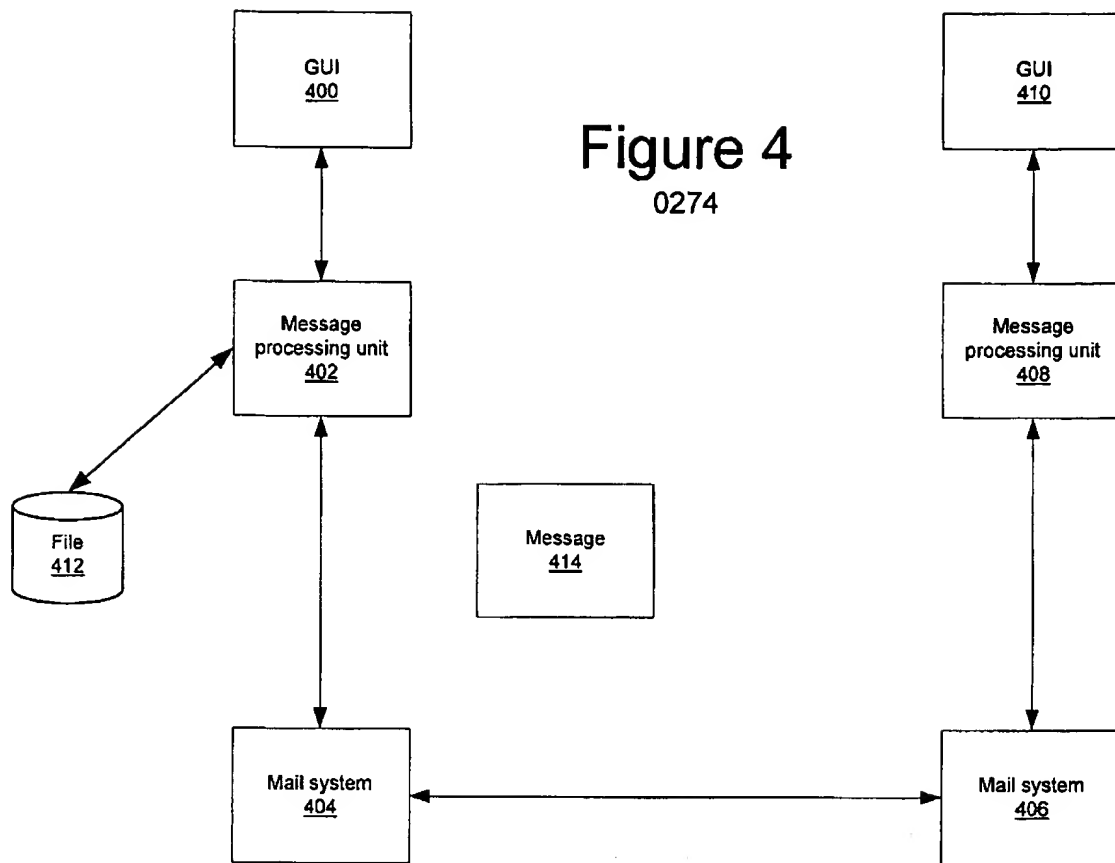 GUI
400
GUI
410
Figure 4
0274
Message
processing unit
402
Message
processing unit
408
File
412
Message
414
Mail system
404
Mail system
406